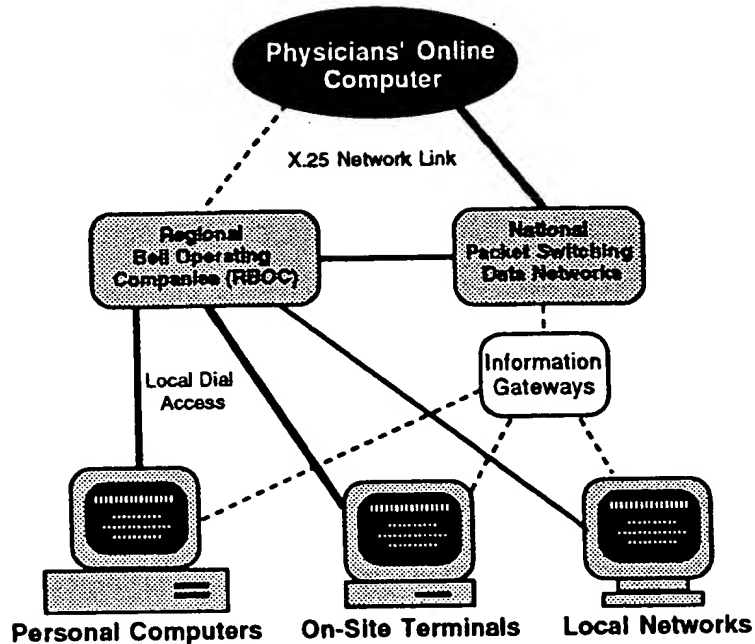 Physicians' Online
Computer
X.25 Network Link
Regional
Bell Operating
Companies (RBOC)
National
Packet Switching
Data Networks
Information
Gateways
Local Dial
Access
Personal Computers
On-Site Terminals
Local Networks